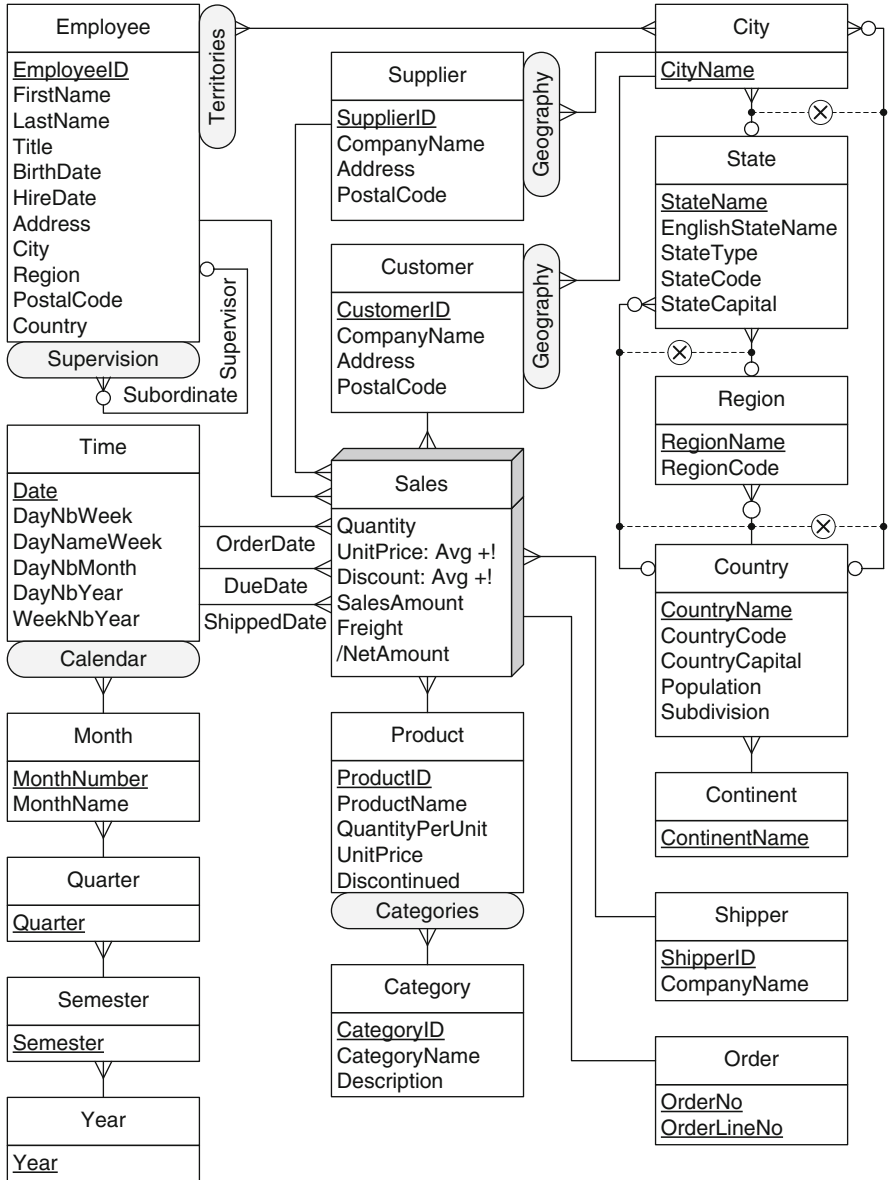 Employee
EmployeeID
FirstName
LastName
Title
BirthDate
HireDate
Address
City
Region
PostalCode
Country
Supervision
Territories
Supervisor
Subordinate
Time
Date
DayNbWeek
DayNameWeek
DayNbMonth
DayNbYear
WeekNbYear
Calendar
Month
MonthNumber
MonthName
Quarter
Quarter
Semester
Semester
Year
Year
Supplier
SupplierID
CompanyName
Address
PostalCode
Geography
Customer
CustomerID
CompanyName
Address
PostalCode
Geography
OrderDate
DueDate
ShippedDate
Sales
Quantity
UnitPrice: Avg +!
Discount: Avg +!
SalesAmount
Freight
/NetAmount
Product
ProductID
ProductName
QuantityPerUnit
UnitPrice
Discontinued
Categories
Category
CategoryID
CategoryName
Description
City
CityName
State
StateName
EnglishStateName
StateType
StateCode
StateCapital
Region
RegionName
RegionCode
Country
CountryName
CountryCode
CountryCapital
Population
Subdivision
Continent
ContinentName
Shipper
ShipperID
CompanyName
Order
OrderNo
OrderLineNo